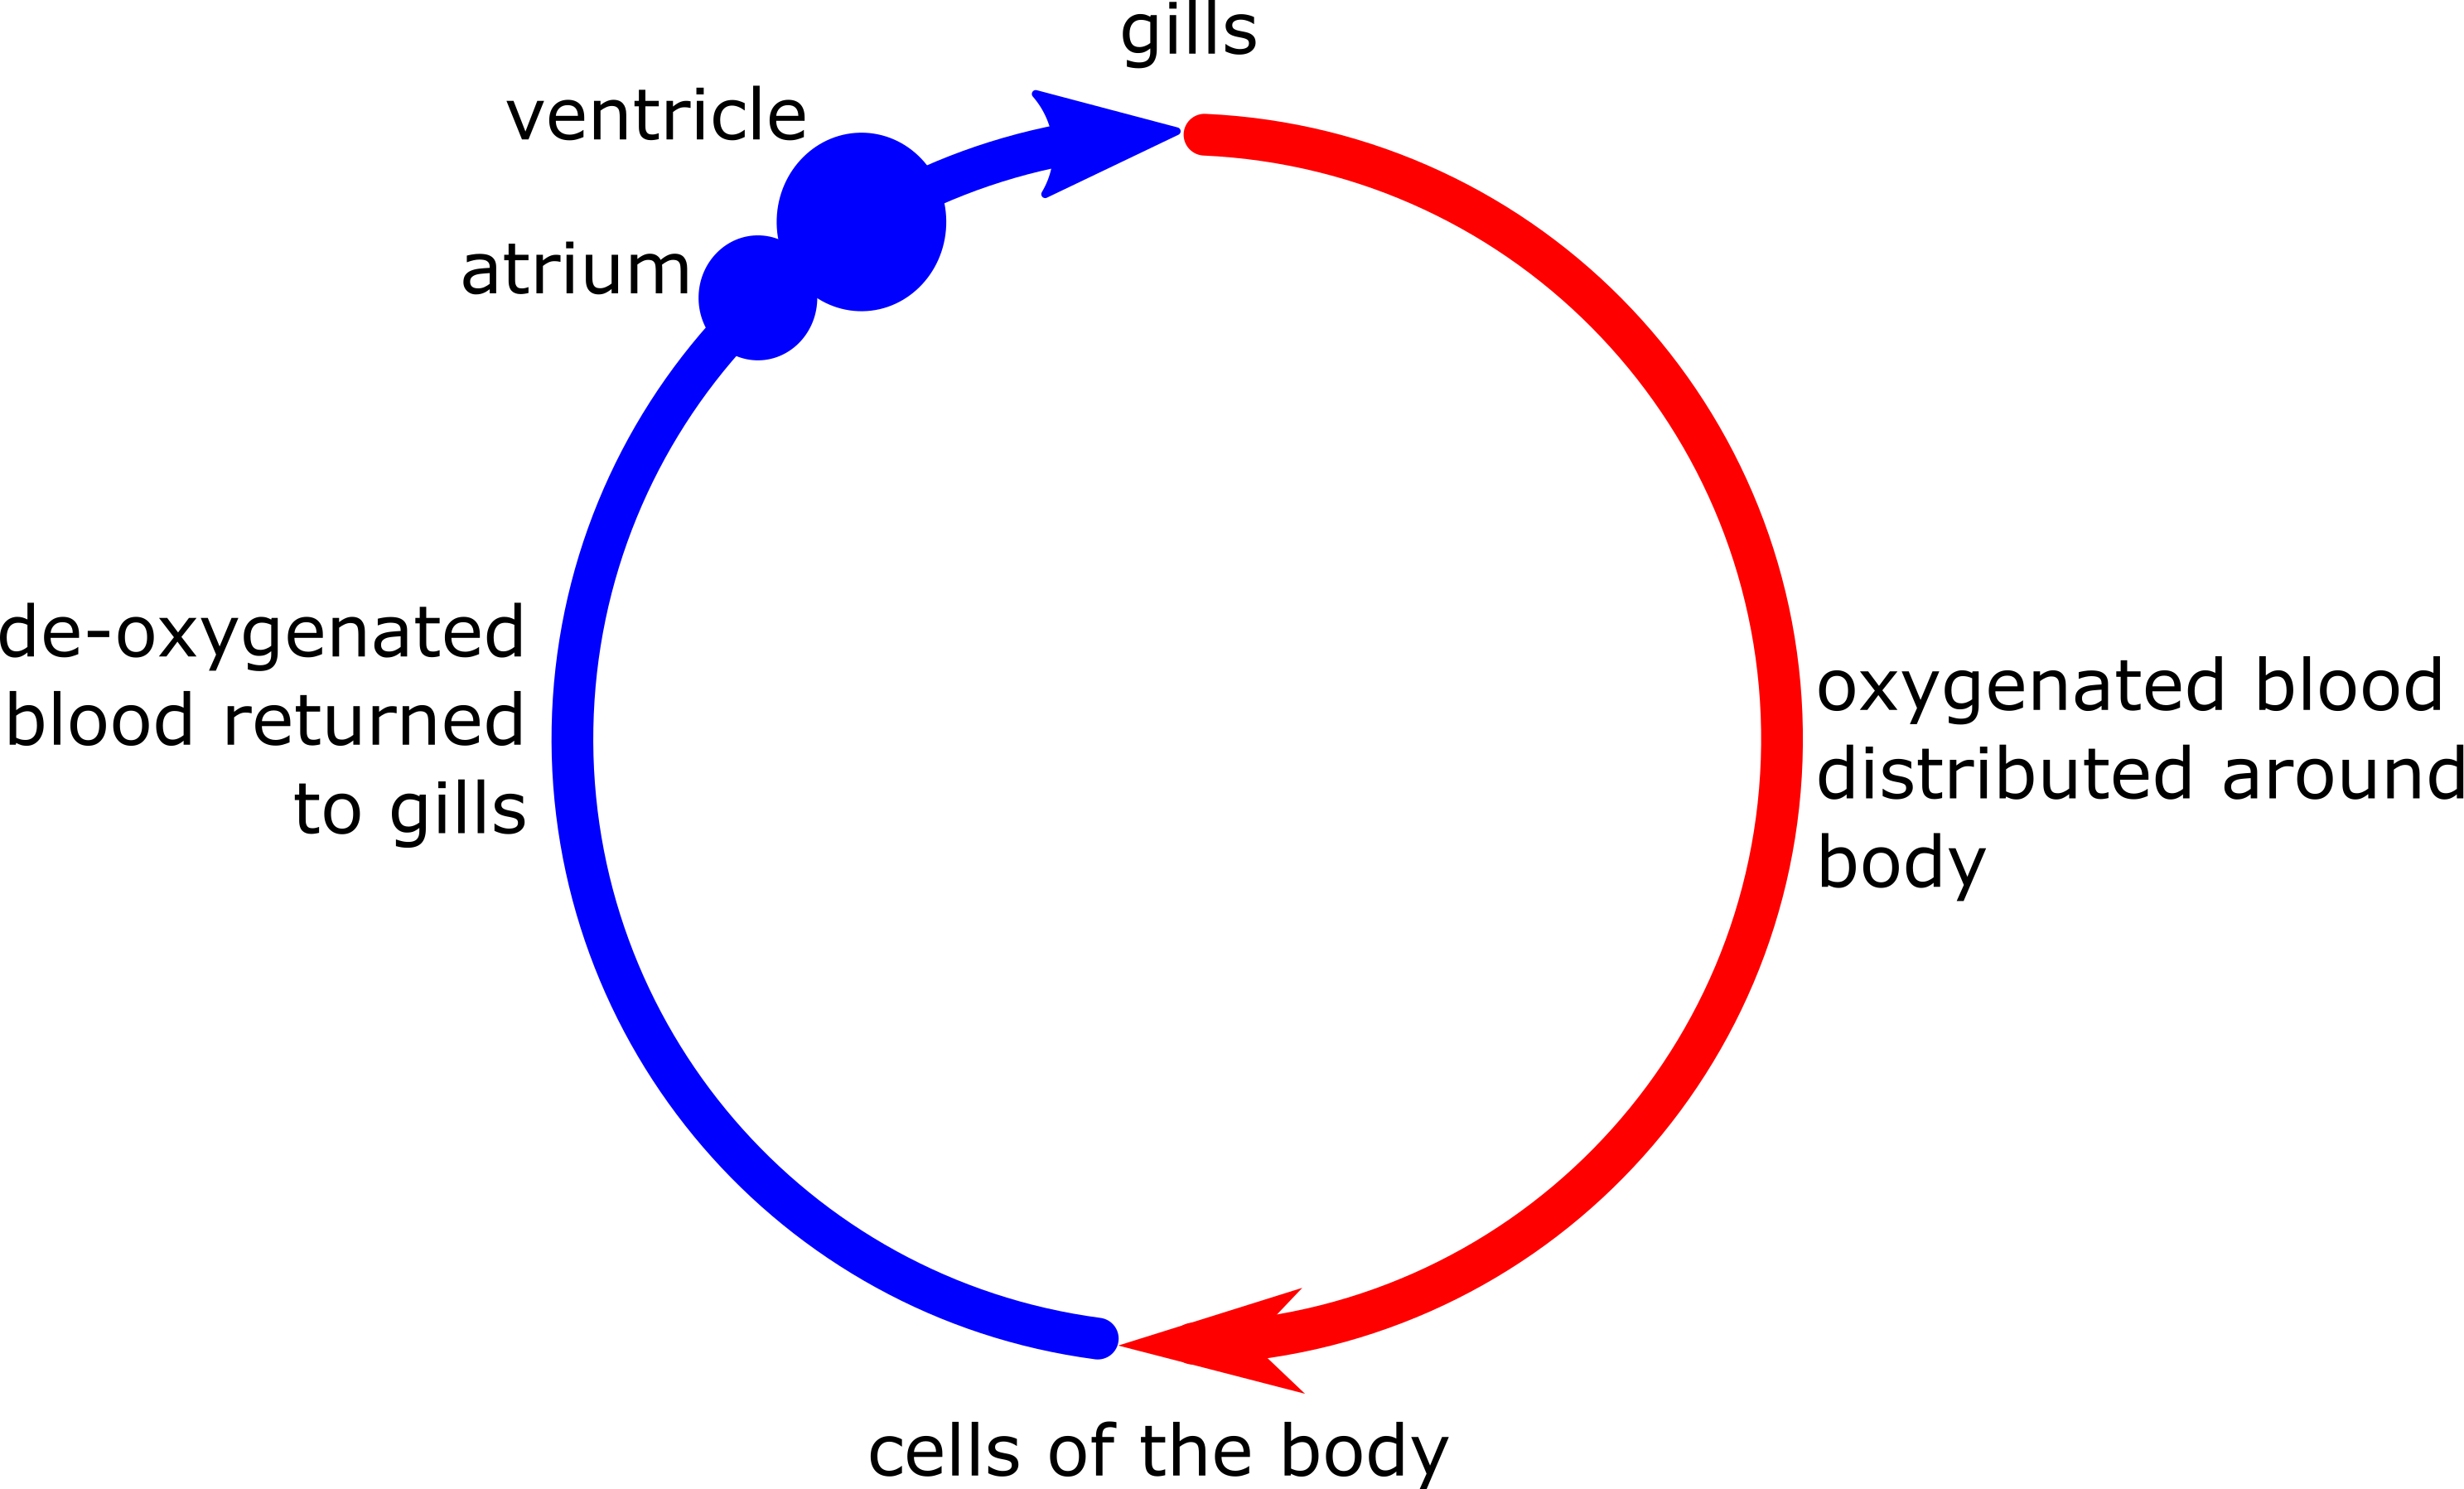 gills
ventricle
atrium
de-oxygenated
blood returned
to gills
oxygenated blood
distributed around
body
cells of the body